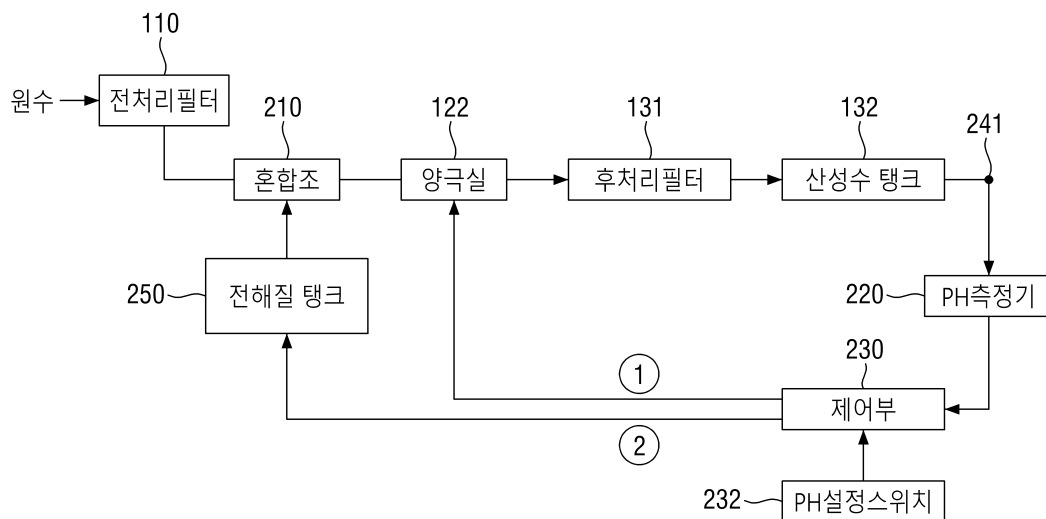 110
원수
전처리필터
210
122
131
132
241
혼합조
양극실
후처리필터
산성수 탱크
250
전해질 탱크
220
PH측정기
1
230
제어부
2
232
PH설정스위치